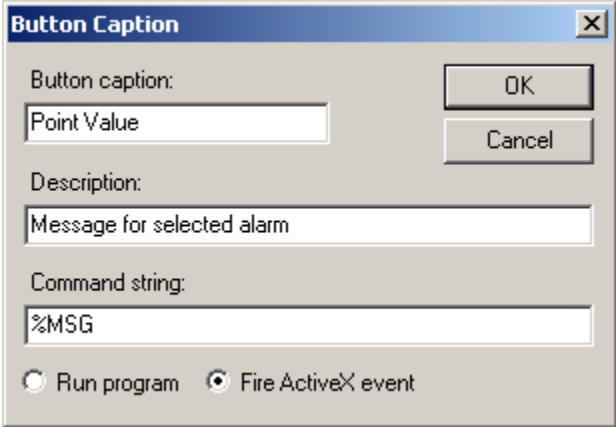 Button Caption
Button caption:
OK
Point Value
Cancel
Description:
Message for selected alarm
Command string:
%MSG
Run program
Fire ActiveX event